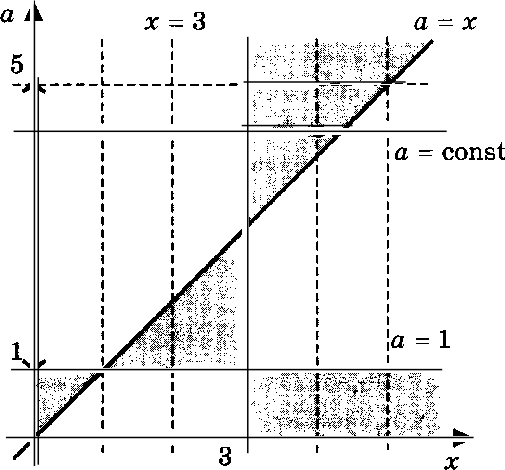 a
x = 3
a = x
5
a = const
1
a = 1
3
x